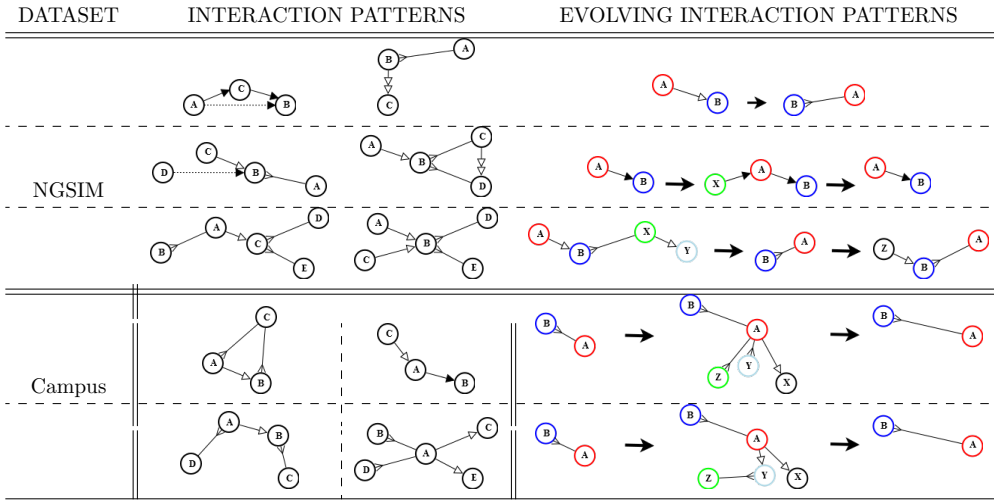 DATASET INTERACTION PATTERNS EVOLVING INTERACTION PATTERNS
A C B A B C A B B A
NGSIM
C D B A A B C D A B X A B A B
B A C D E A B C D E A B X Y B A Z B A
Campus
C A B C A B B A B A Z Y X B A
A B D C B A C D E B A B A Z Y X B A